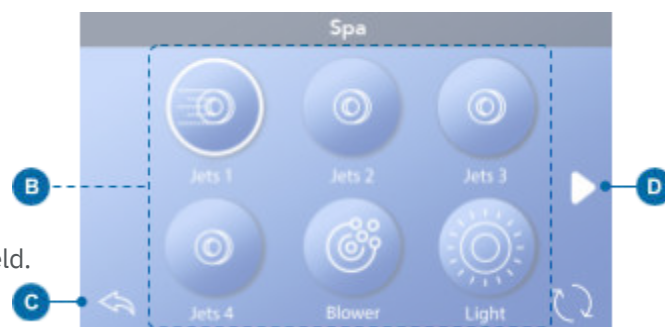 Spa
Jets 1 Jets 2 Jets 3
B D
eld.
C
Jets 4 Blower Light